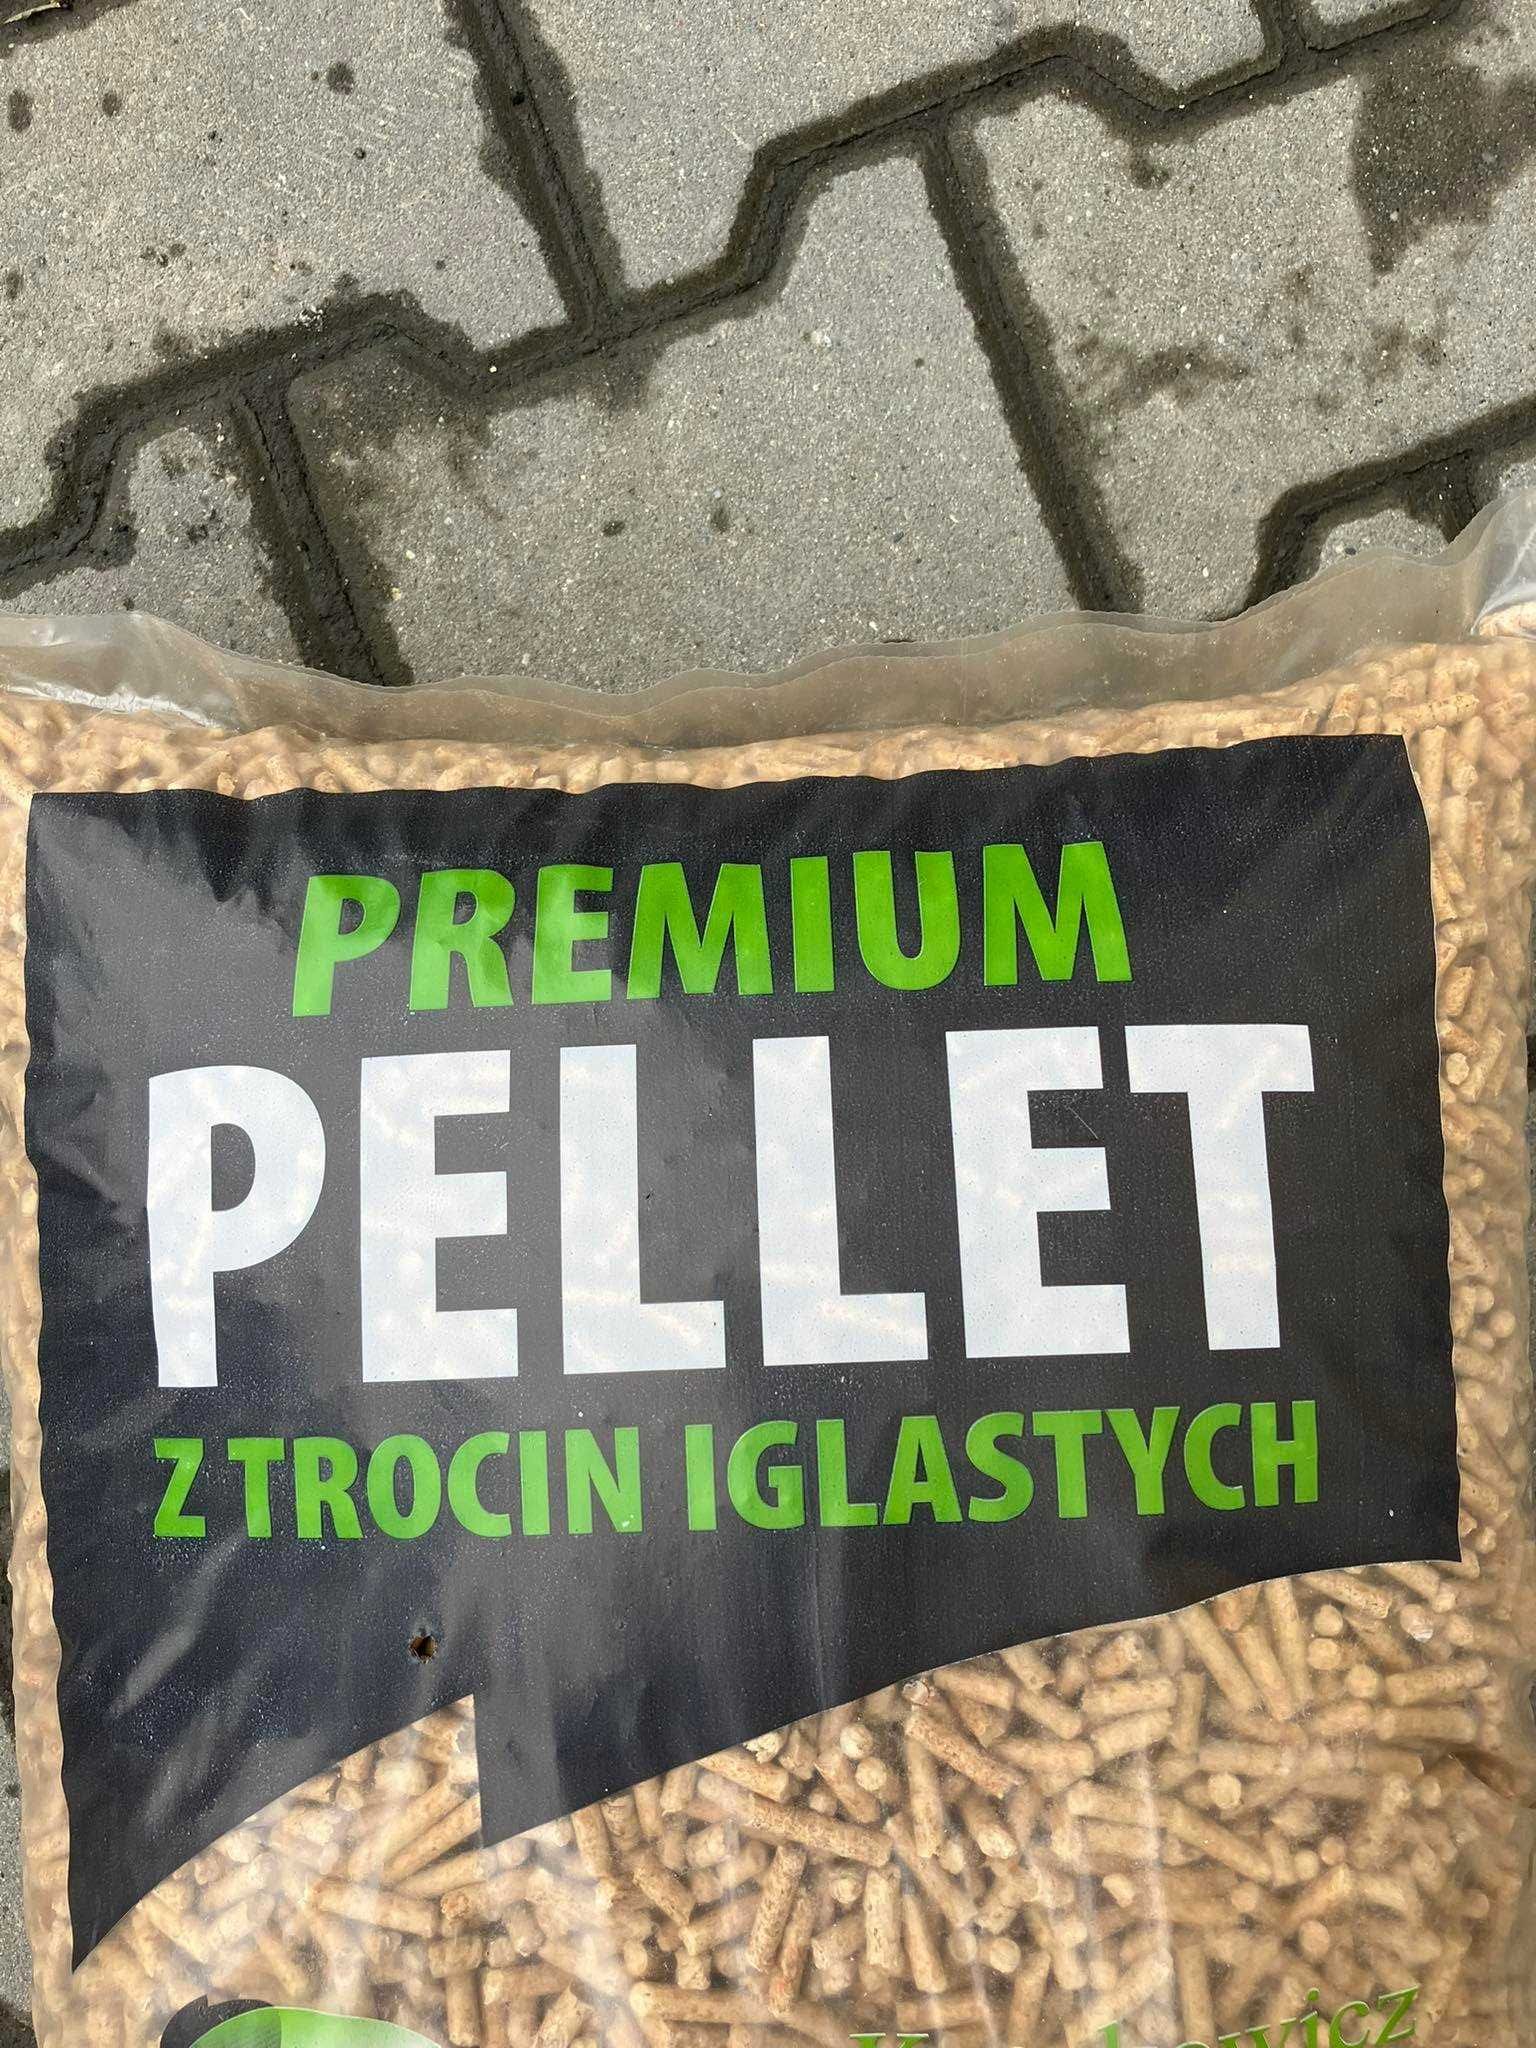 PREMIUM
PELLET
Z TROCIN IGLASTYCH